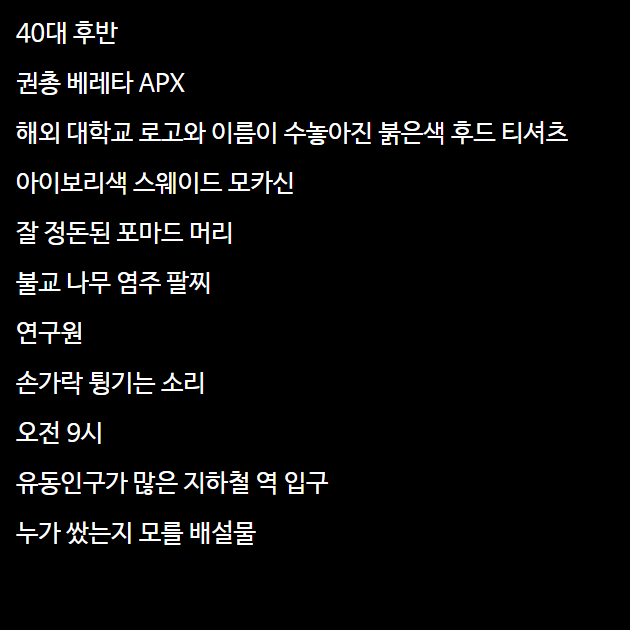 40대 후반
권총 베레타 APX
해외 대학교 로고와 이름이 수놓아진 붉은색 후드 티셔츠
아이보리색 스웨이드 모카신
잘 정돈된 포마드 머리
불교 나무 염주 팔찌
연구원
손가락 튕기는 소리
오전 9시
유동인구가 많은 지하철 역 입구
누가 쌌는지 모를 배설물